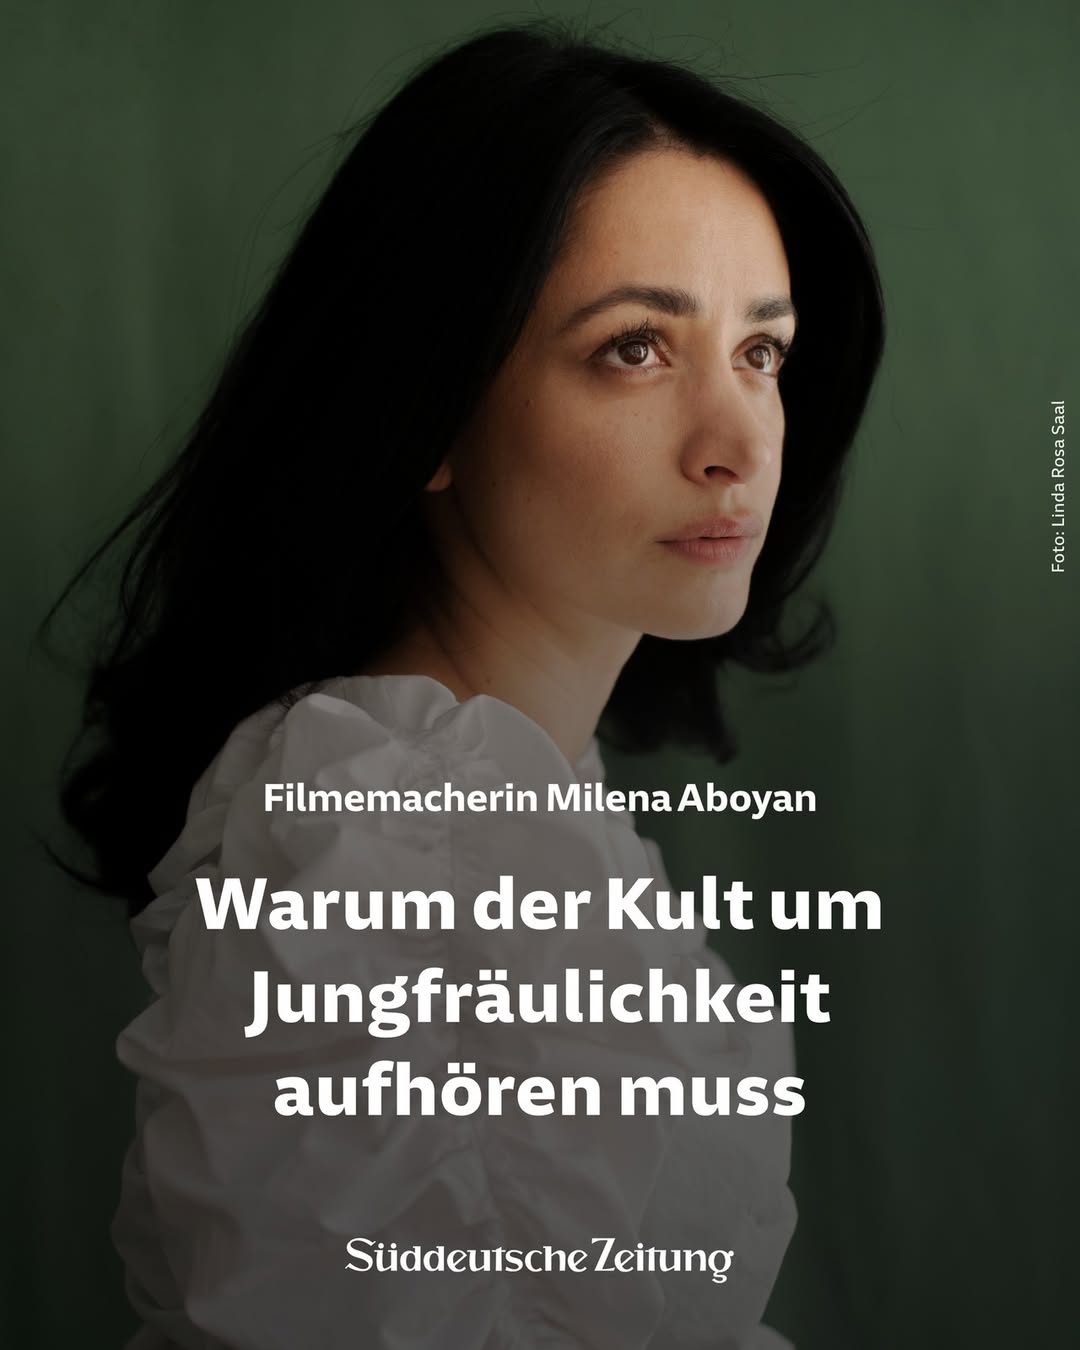 Foto: Linda Rosa Saal
Filmemacherin Milena Aboyan
Warum der Kult um
Jungfräulichkeit
aufhören muss
Süddeutsche Zeitung